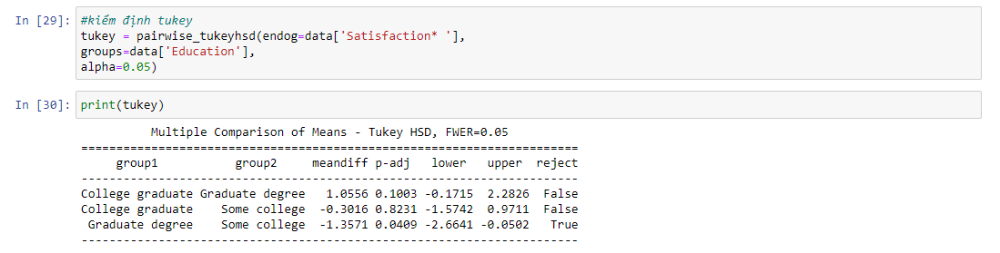 In [29]: #kiểm định tukey
tukey = pairwise_tukeyhsd(endog=data['Satisfaction* '],
groups=data['Education'],
alpha=0.05)
In [30]: print(tukey)
Multiple Comparison of Means - Tukey HSD, FWER=0.05
=======================================================================
group1 group2 meandiff p-adj lower upper reject
-----------------------------------------------------------------------
College graduate Graduate degree 1.0556 0.1003 -0.1715 2.2826 False
College graduate Some college -0.3016 0.8231 -1.5742 0.9711 False
Graduate degree Some college -1.3571 0.0409 -2.6641 -0.0502 True
-----------------------------------------------------------------------